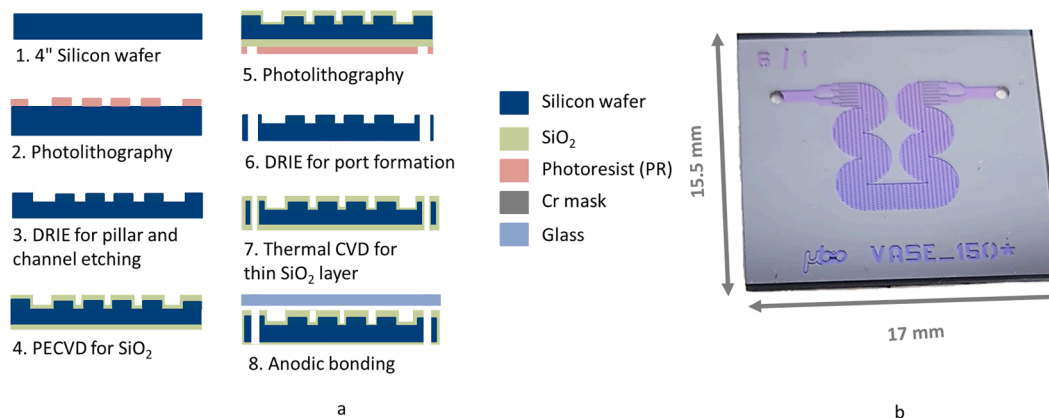 1. 4" Silicon wafer
2. Photolithography
3. DRIE for pillar and
channel etching
4. PECVD for SiO₂
5. Photolithography
6. DRIE for port formation
7. Thermal CVD for
thin SiO₂ layer
8. Anodic bonding
a
Silicon wafer
SiO₂
Photoresist (PR)
Cr mask
Glass
15.5 mm
6 / 1
VASE_150*
17 mm
b